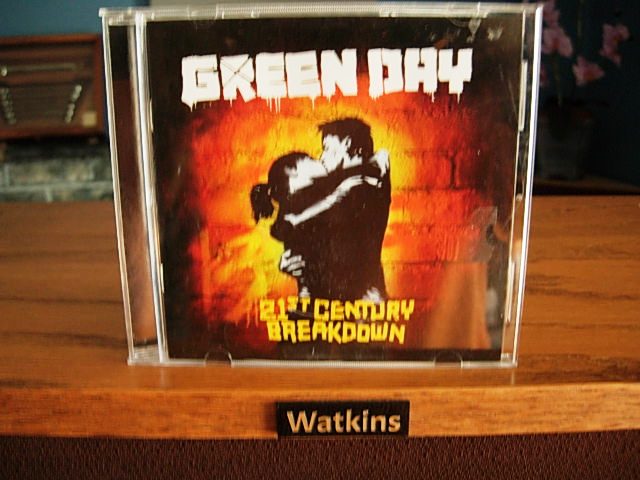 GREEN DAY
21ST CENTURY
BREAKDOWN
Watkins